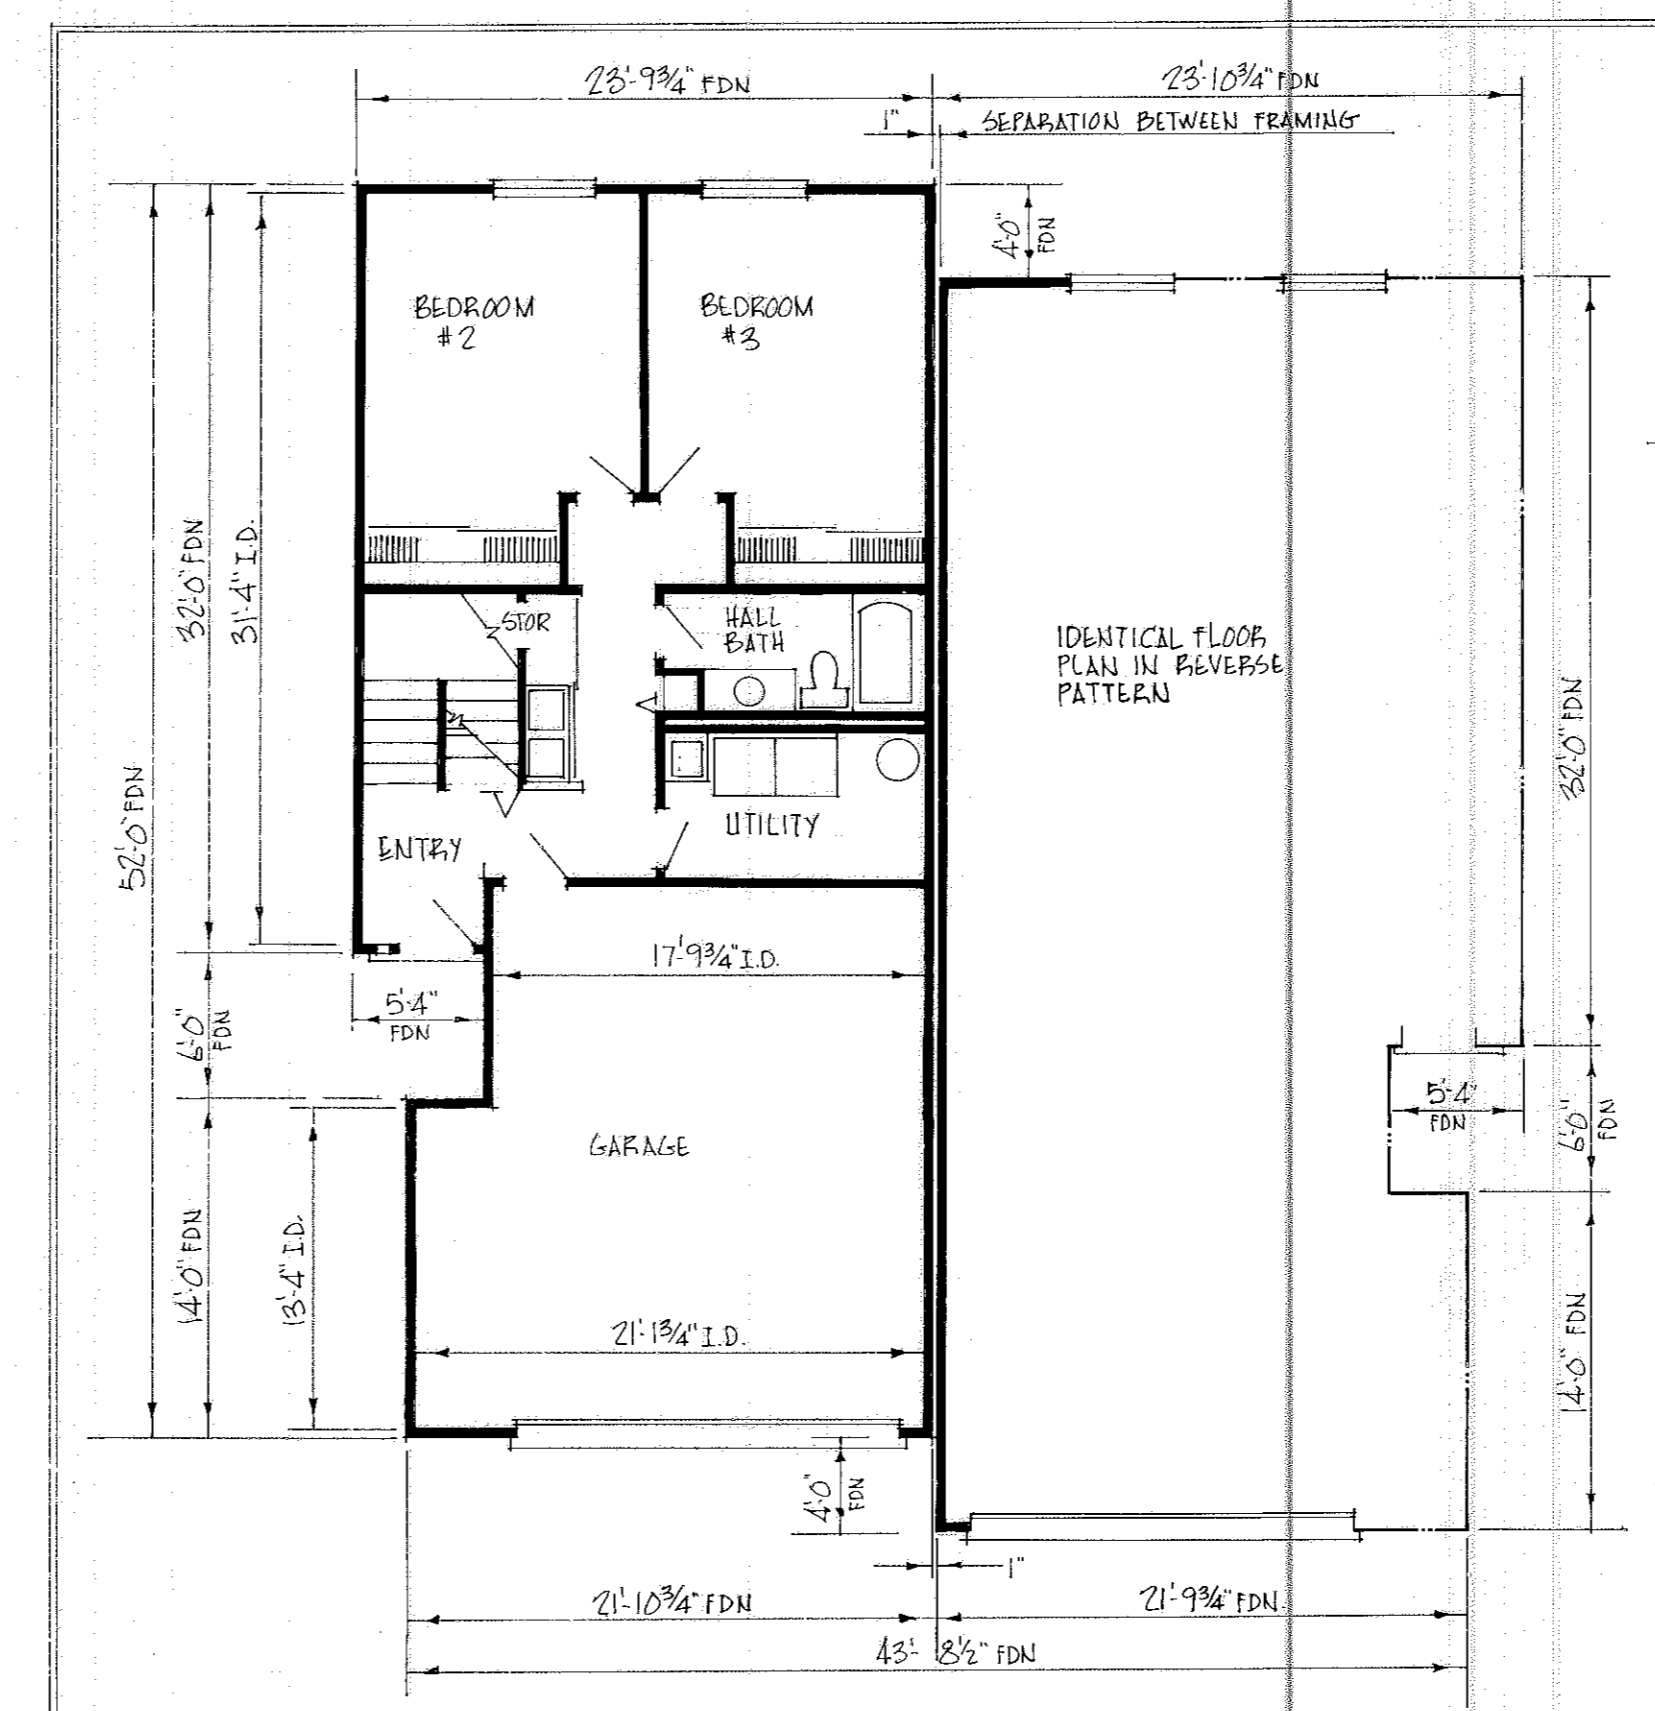 23'-9¾" FDN
23'-10¾" FDN
1"
SEPARATION BETWEEN FRAMING
4'-0"
FDN
BEDROOM
#2
BEDROOM
#3
32'-0" FDN
31'-4" I.D.
52'-0" FDN
STOR
HALL
BATH
IDENTICAL FLOOR
PLAN IN REVERSE
PATTERN
32'-0" FDN
UTILITY
ENTRY
17'-9¾" I.D.
5'-4"
FDN
6'-0"
FDN
5'-4"
FDN
6'-0"
FDN
GARAGE
14'-0" FDN
13'-4" I.D.
21'-1¾" I.D.
14'-0" FDN
4'-0"
FDN
1"
21'-10¾" FDN
21'-9¾" FDN.
43'-8½" FDN